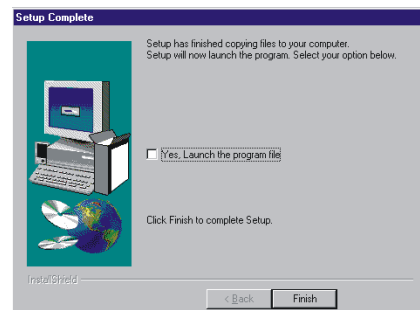 Setup Complete
Setup has finished copying files to your computer.
Setup will now launch the program. Select your option below.
Yes, Launch the program file
Click Finish to complete Setup.
InstallShield
< Back
Finish